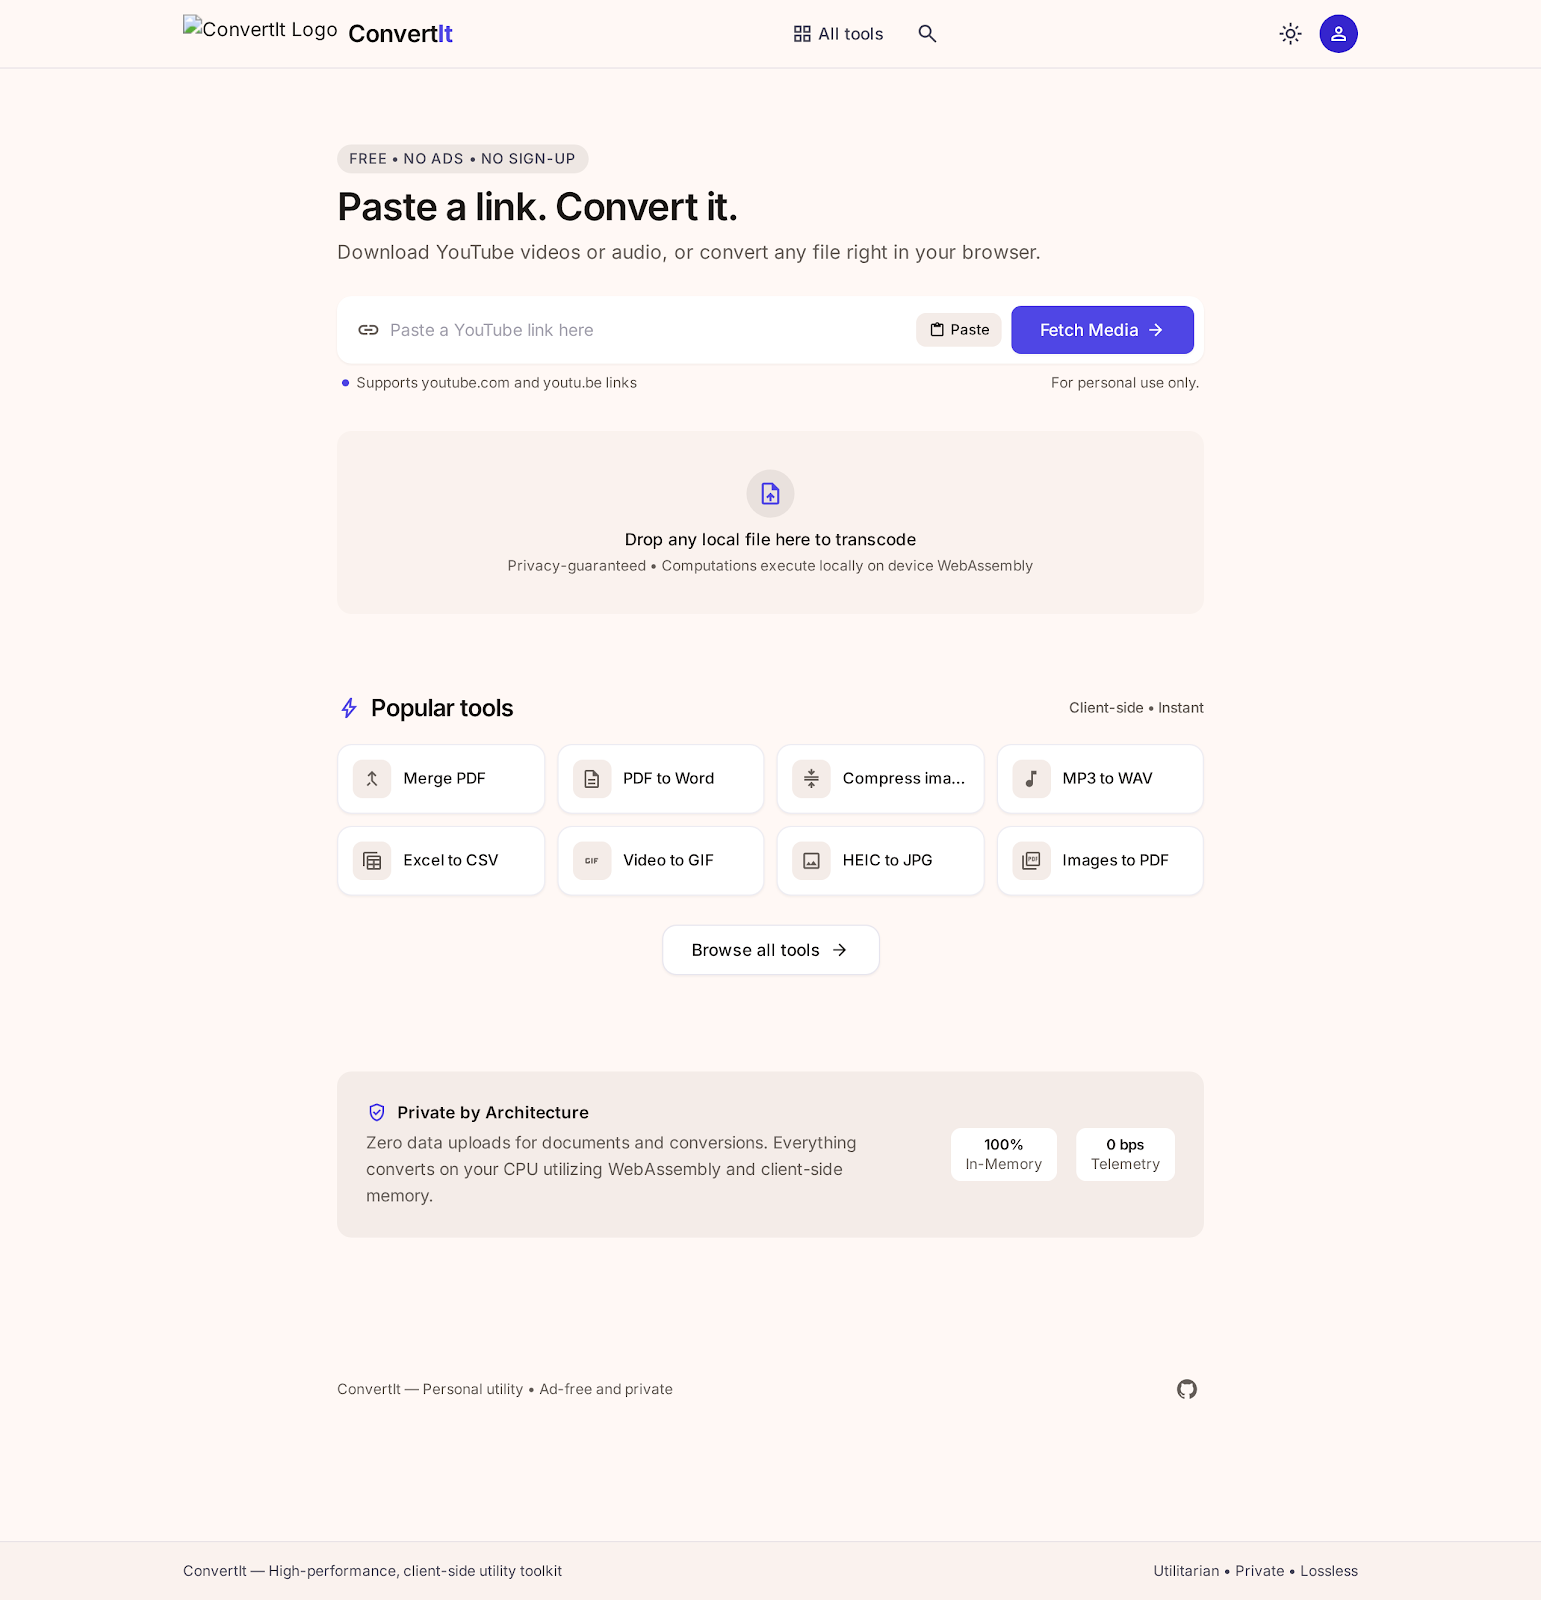 ConvertIt Logo ConvertIt All tools
FREE • NO ADS • NO SIGN-UP
Paste a link. Convert it.
Download YouTube videos or audio, or convert any file right in your browser.
Paste a YouTube link here Paste Fetch Media
Supports youtube.com and youtu.be links For personal use only.
Drop any local file here to transcode
Privacy-guaranteed • Computations execute locally on device WebAssembly
Popular tools Client-side • Instant
Merge PDF PDF to Word Compress ima... MP3 to WAV
Excel to CSV GIF Video to GIF HEIC to JPG PDF Images to PDF
Browse all tools
Private by Architecture
Zero data uploads for documents and conversions. Everything
converts on your CPU utilizing WebAssembly and client-side
memory.
100% 0 bps
In-Memory Telemetry
ConvertIt — Personal utility • Ad-free and private
ConvertIt — High-performance, client-side utility toolkit Utilitarian • Private • Lossless